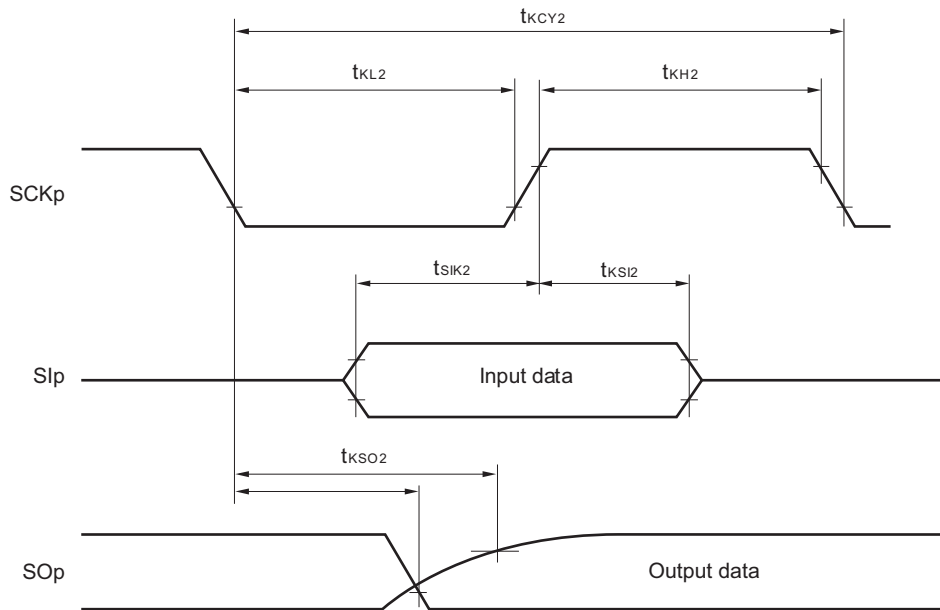 tKCY2
tKL2
tKH2
SCKp
tSIK2
tKSI2
SIp
Input data
tKSO2
SOp
Output data